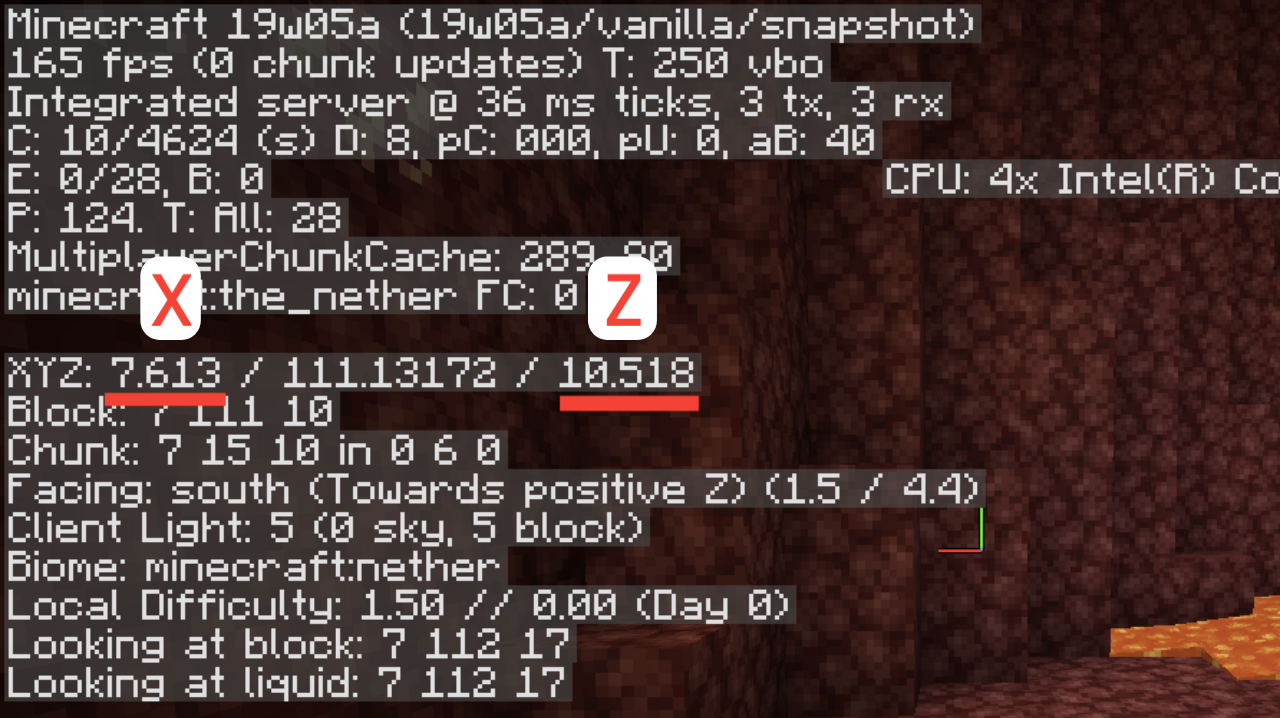 Minecraft 19w05a (19w05a/vanilla/snapshot)
165 fps (0 chunk updates) T: 250 vbo
Integrated server @ 36 ms ticks, 3 tx, 3 rx
C: 10/4624 (s) D: 8, pC: 000, pU: 0, aB: 40
E: 0/28, B: 0
CPU: 4x Intel(R) Co
P: 124. T: All: 28
MultiplayerChunkCache: 289
X :the_nether FC: 0 Z
XYZ: 7.613 / 111.13172 / 10.518
Block: 7 111 10
Chunk: 7 15 10 in 0 6 0
Facing: south (Towards positive Z) (1.5 / 4.4)
Client Light: 5 (0 sky, 5 block)
Biome: minecraft:nether
Local Difficulty: 1.50 // 0.00 (Day 0)
Looking at block: 7 112 17
Looking at liquid: 7 112 17